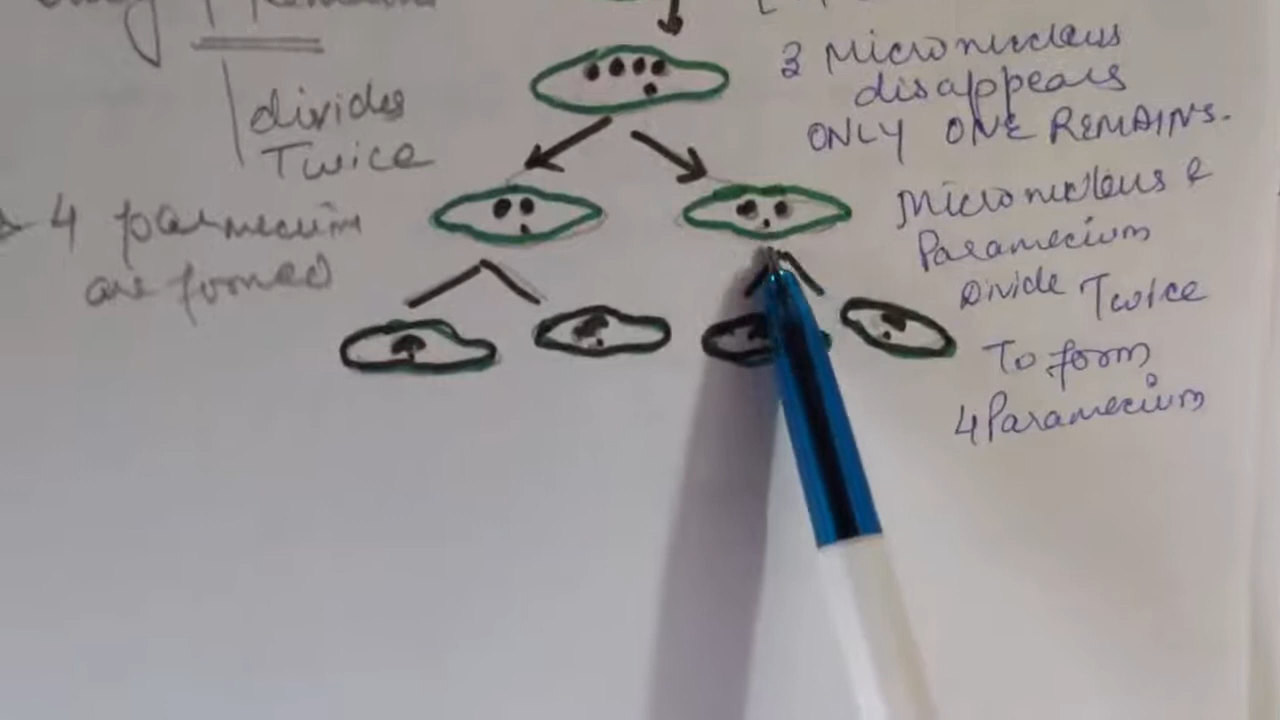 divides
Twice
4 paramecium
are formed
3 Micronucleus
disappears
ONLY ONE REMAINS.
Micronucleus &
Paramecium
Divide Twice
To form
4 Paramecium